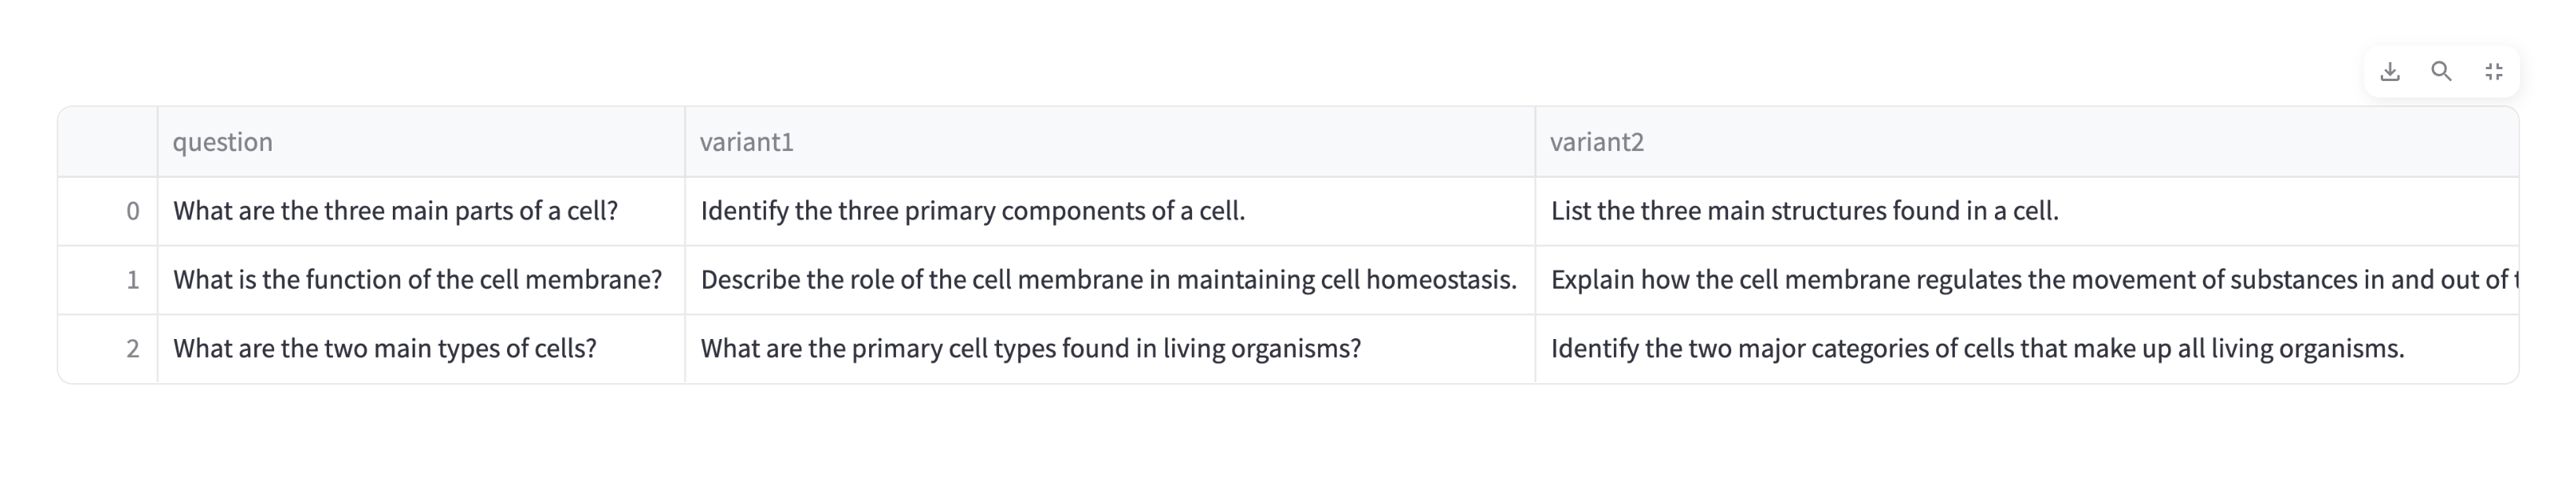 question variant1 variant2
0 What are the three main parts of a cell? Identify the three primary components of a cell. List the three main structures found in a cell.
1 What is the function of the cell membrane? Describe the role of the cell membrane in maintaining cell homeostasis. Explain how the cell membrane regulates the movement of substances in and out of
2 What are the two main types of cells? What are the primary cell types found in living organisms? Identify the two major categories of cells that make up all living organisms.